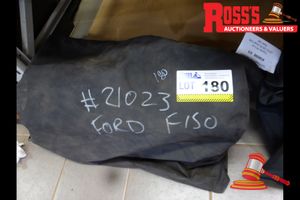 ROSS'S
AUCTIONEERS & VALUERS
180
LOT 180
#21023
FORD F150